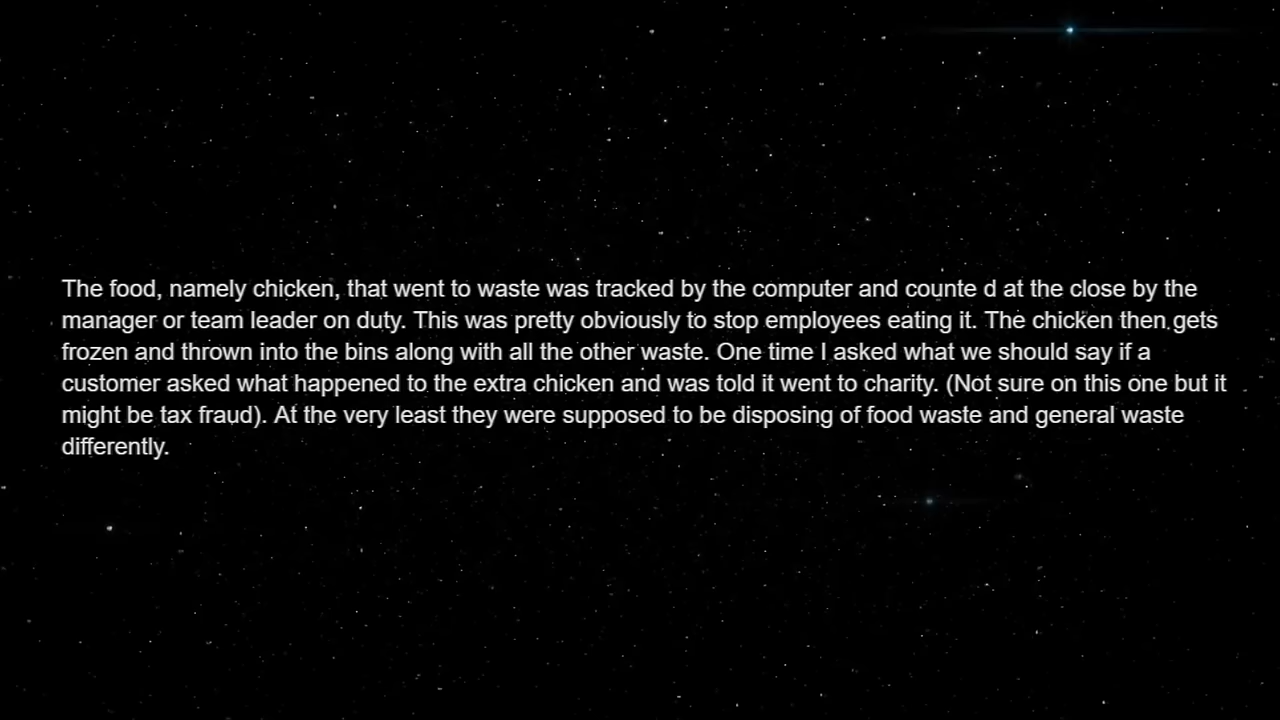 The food, namely chicken, that went to waste was tracked by the computer and counte d at the close by the
manager or team leader on duty. This was pretty obviously to stop employees eating it. The chicken then gets
frozen and thrown into the bins along with all the other waste. One time I asked what we should say if a
customer asked what happened to the extra chicken and was told it went to charity. (Not sure on this one but it
might be tax fraud). At the very least they were supposed to be disposing of food waste and general waste
differently.